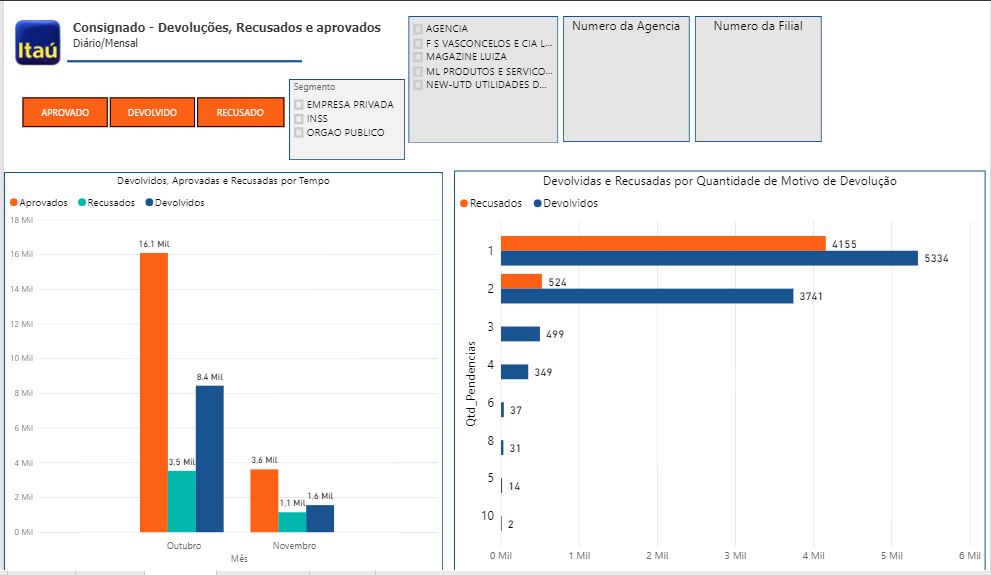 Itaú
Consignado - Devoluções, Recusados e aprovados
Diário/Mensal
APROVADO
DEVOLVIDO
RECUSADO
Segmento
EMPRESA PRIVADA
INSS
ORGAO PUBLICO
AGENCIA
F S VASCONCELOS E CIA L...
MAGAZINE LUIZA
ML PRODUTOS E SERVICO...
NEW-UTD UTILIDADES D...
Numero da Agencia
Numero da Filial
Devolvidos, Aprovadas e Recusadas por Tempo
Aprovados Recusados Devolvidos
18 Mil
16 Mil
14 Mil
12 Mil
10 Mil
8 Mil
6 Mil
4 Mil
2 Mil
0 Mil
16,1 Mil
3,5 Mil
8,4 Mil
3,6 Mil
1,1 Mil
1,6 Mil
Outubro
Novembro
Mês
Devolvidas e Recusadas por Quantidade de Motivo de Devolução
Recusados Devolvidos
Qtd_Pendencias
1
4155
5334
2
524
3741
3
499
4
349
6
37
8
31
5
14
10
2
0 Mil
1 Mil
2 Mil
3 Mil
4 Mil
5 Mil
6 Mil